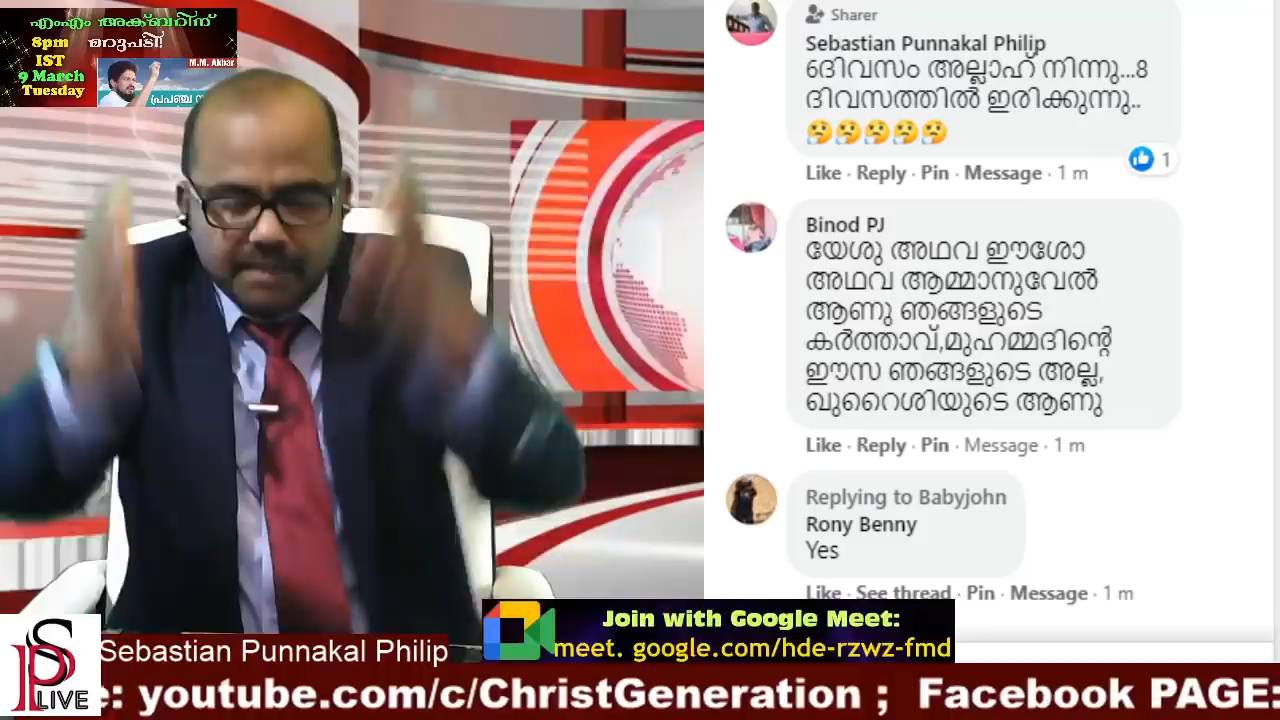 എംഎം അക്ബറിന്
8pm മറുപടി!
IST
9 March
Tuesday
M.M. Akbar
പ്രപഞ്ച
Sharer
Sebastian Punnakal Philip
6ദിവസം അല്ലാഹ് നിന്നു...8
ദിവസത്തിൽ ഇരിക്കുന്നു..
🤔🤔🤔🤔🤔
1
Like · Reply · Pin · Message · 1 m
Binod PJ
യേശു അഥവ ഈശോ
അഥവ ആമ്മാനുവേൽ
ആണു ഞങ്ങളുടെ
കർത്താവ്,മുഹമ്മദിന്റെ
ഈസ ഞങ്ങളുടെ അല്ല,
ഖുറൈശിയുടെ ആണു
Like · Reply · Pin · Message · 1 m
Replying to Babyjohn
Rony Benny
Yes
Like · See thread · Pin · Message · 1 m
Join with Google Meet:
meet. google.com/hde-rzwz-fmd
SP LIVE
Sebastian Punnakal Philip
e: youtube.com/c/ChristGeneration ; Facebook PAGE: